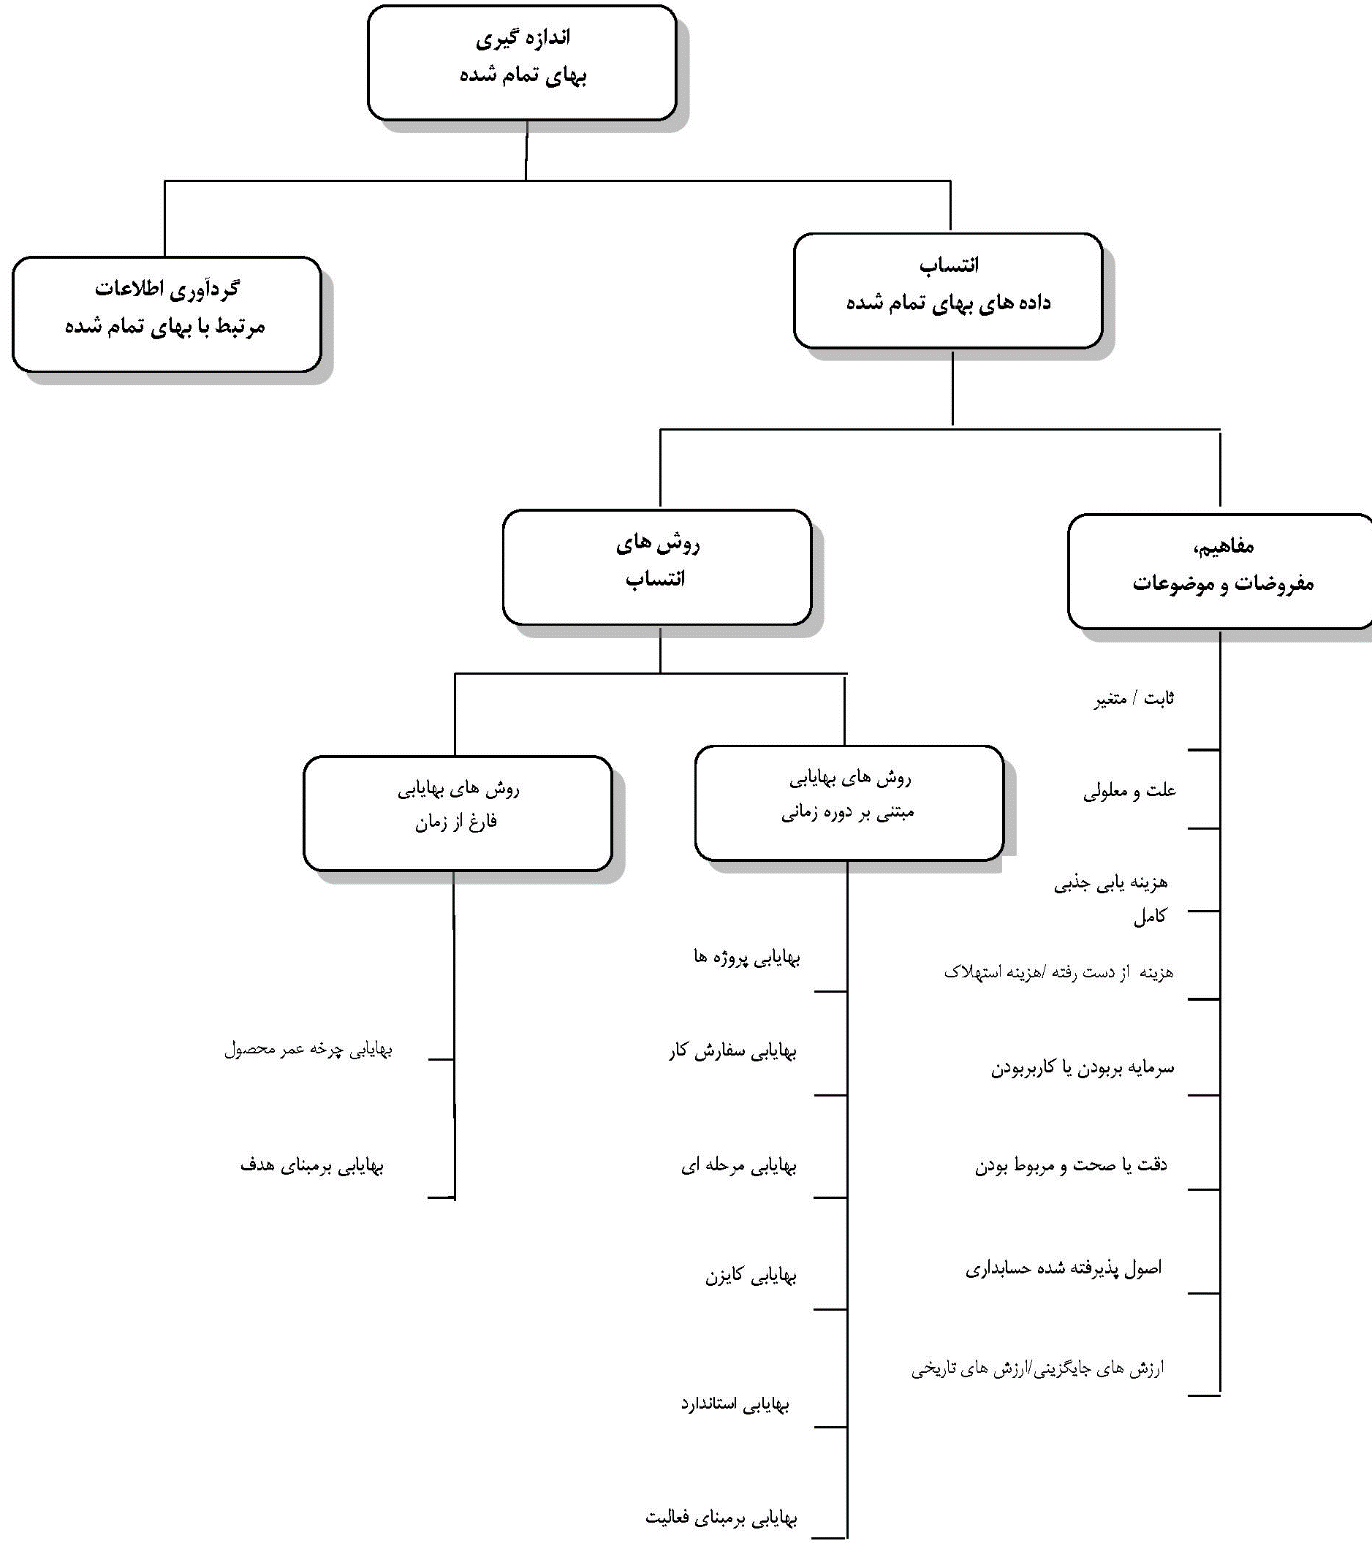 اندازه گیری
بهای تمام شده
انتساب
داده های بهای تمام شده
گردآوری اطلاعات
مرتبط با بهای تمام شده
مفاهیم،
مفروضات و موضوعات
روش های
انتساب
ثابت / متغیر
علت و معلولی
هزینه یابی جذبی
کامل
هزینه از دست رفته /هزینه استهلاک
سرمایه بربودن یا کاربربودن
دقت یا صحت و مربوط بودن
اصول پذیرفته شده حسابداری
ارزش های جایگزینی/ارزش های تاریخی
روش های بهایابی
مبتنی بر دوره زمانی
بهایابی پروژه ها
بهایابی سفارش کار
بهایابی مرحله ای
بهایابی کایزن
بهایابی استاندارد
بهایابی برمبنای فعالیت
روش های بهایابی
فارغ از زمان
بهایابی چرخه عمر محصول
بهایابی برمبنای هدف